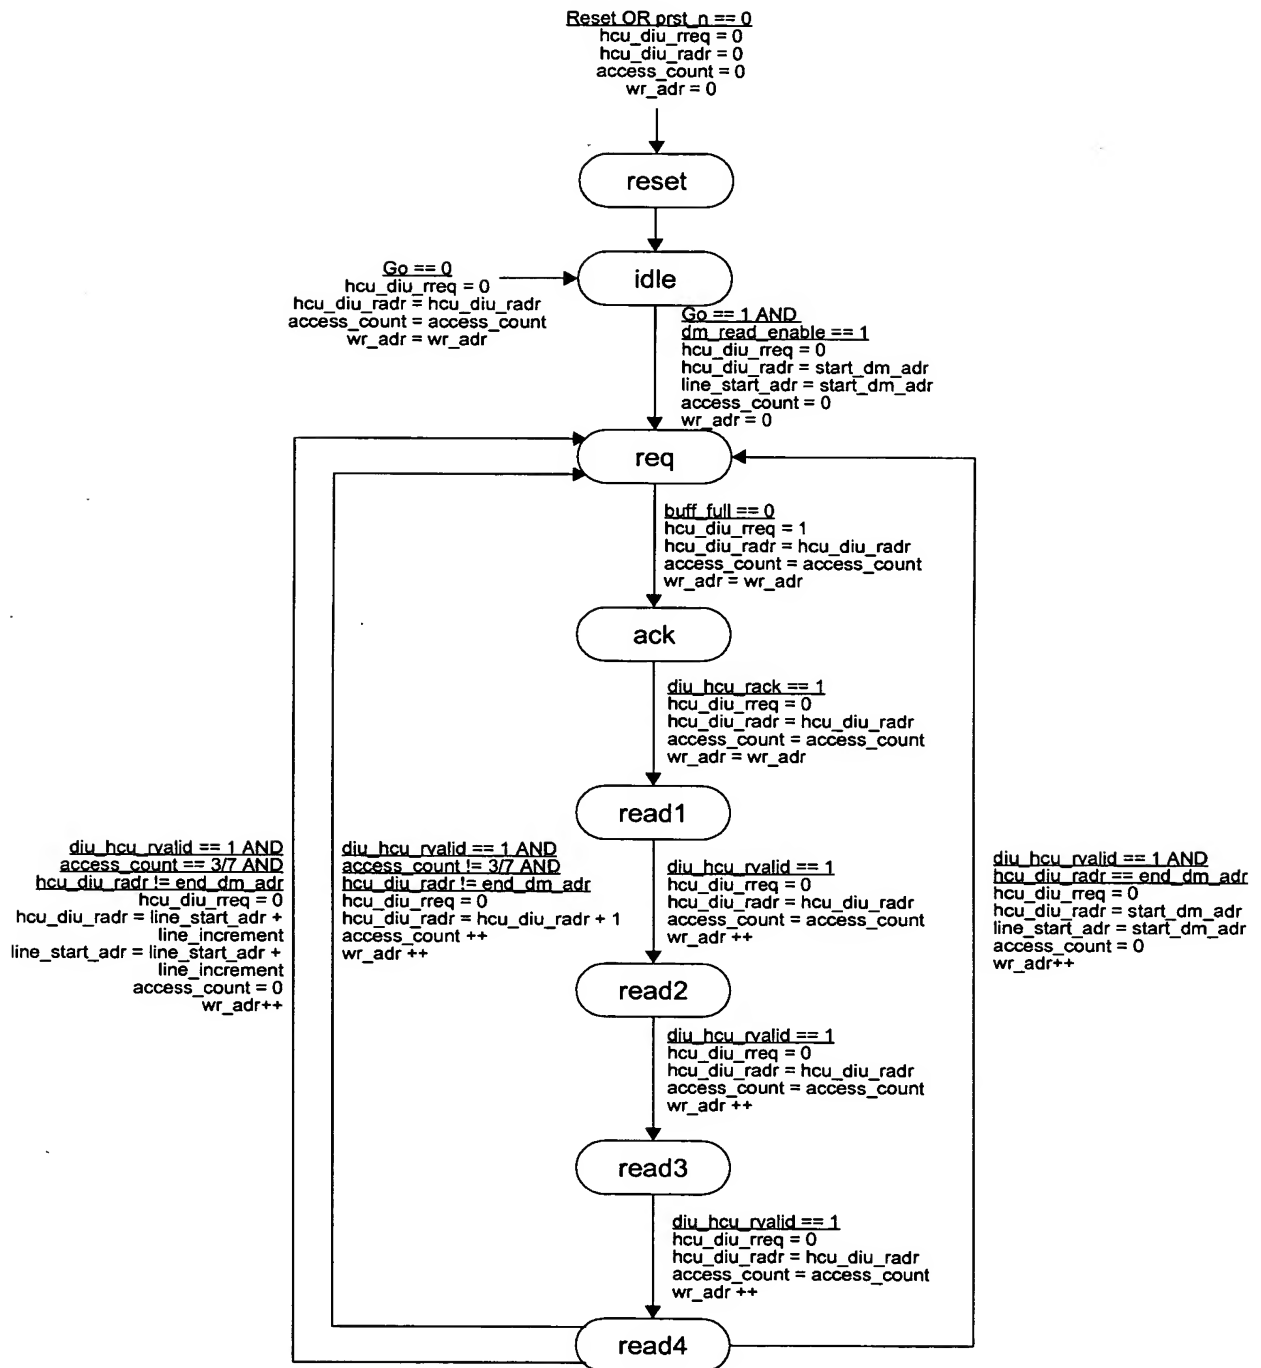 Reset OR prst_n == 0
hcu_diu_rreq = 0
hcu_diu_radr = 0
access_count = 0
wr_adr = 0
reset
idle
Go == 0
hcu_diu_rreq = 0
hcu_diu_radr = hcu_diu_radr
access_count = access_count
wr_adr = wr_adr
Go == 1 AND
dm_read_enable == 1
hcu_diu_rreq = 0
hcu_diu_radr = start_dm_adr
line_start_adr = start_dm_adr
access_count = 0
wr_adr = 0
req
buff_full == 0
hcu_diu_rreq = 1
hcu_diu_radr = hcu_diu_radr
access_count = access_count
wr_adr = wr_adr
ack
diu_hcu_rack == 1
hcu_diu_rreq = 0
hcu_diu_radr = hcu_diu_radr
access_count = access_count
wr_adr = wr_adr
read1
diu_hcu_rvalid == 1 AND
access_count == 3/7 AND
hcu_diu_radr != end_dm_adr
hcu_diu_rreq = 0
hcu_diu_radr = line_start_adr +
line_increment
line_start_adr = line_start_adr +
line_increment
access_count = 0
wr_adr++
diu_hcu_rvalid == 1 AND
access_count != 3/7 AND
hcu_diu_radr != end_dm_adr
hcu_diu_rreq = 0
hcu_diu_radr = hcu_diu_radr + 1
access_count ++
wr_adr ++
diu_hcu_rvalid == 1
hcu_diu_rreq = 0
hcu_diu_radr = hcu_diu_radr
access_count = access_count
wr_adr ++
diu_hcu_rvalid == 1 AND
hcu_diu_radr == end_dm_adr
hcu_diu_rreq = 0
hcu_diu_radr = start_dm_adr
line_start_adr = start_dm_adr
access_count = 0
wr_adr++
read2
diu_hcu_rvalid == 1
hcu_diu_rreq = 0
hcu_diu_radr = hcu_diu_radr
access_count = access_count
wr_adr ++
read3
diu_hcu_rvalid == 1
hcu_diu_rreq = 0
hcu_diu_radr = hcu_diu_radr
access_count = access_count
wr_adr ++
read4